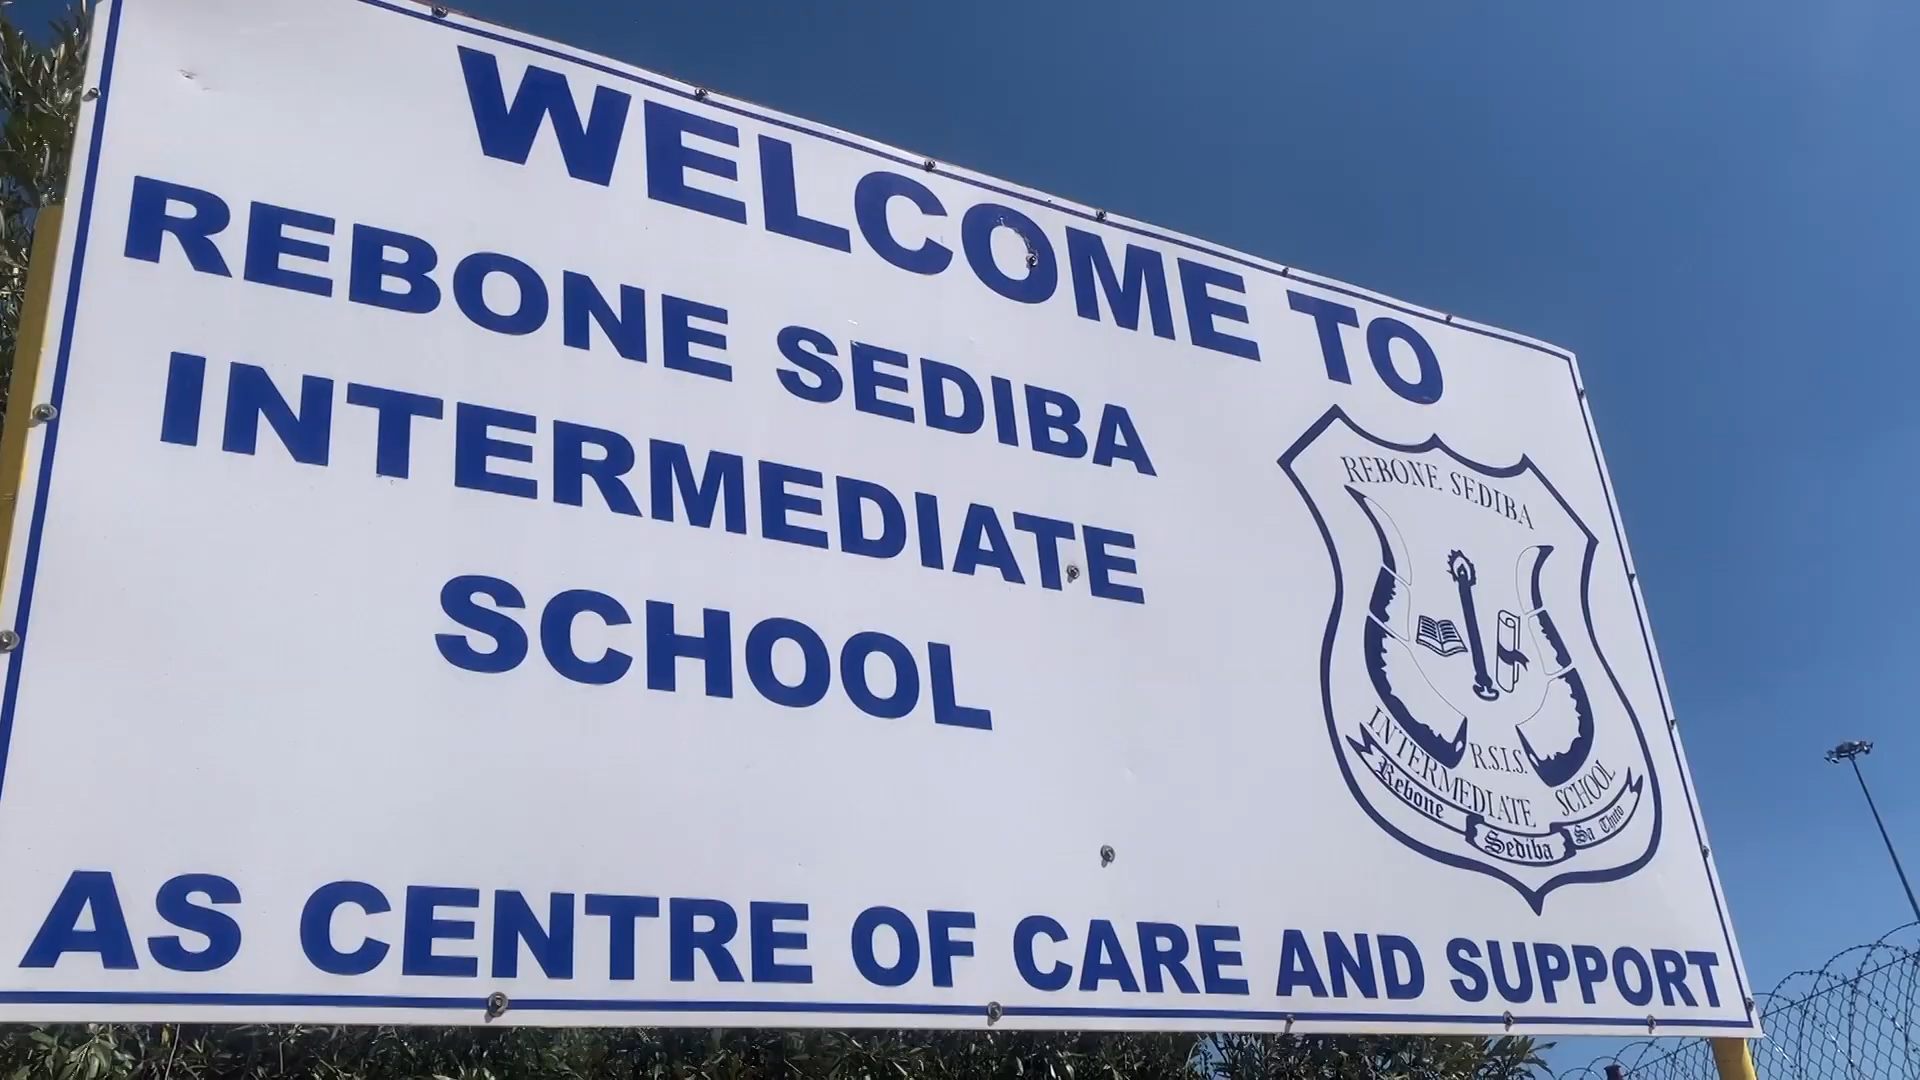 WELCOME TO
REBONE SEDIBA
INTERMEDIATE
SCHOOL
REBONE SEDIBA
R.S.I.S.
INTERMEDIATE SCHOOL
Rebone Sediba Sa Thuto
AS CENTRE OF CARE AND SUPPORT